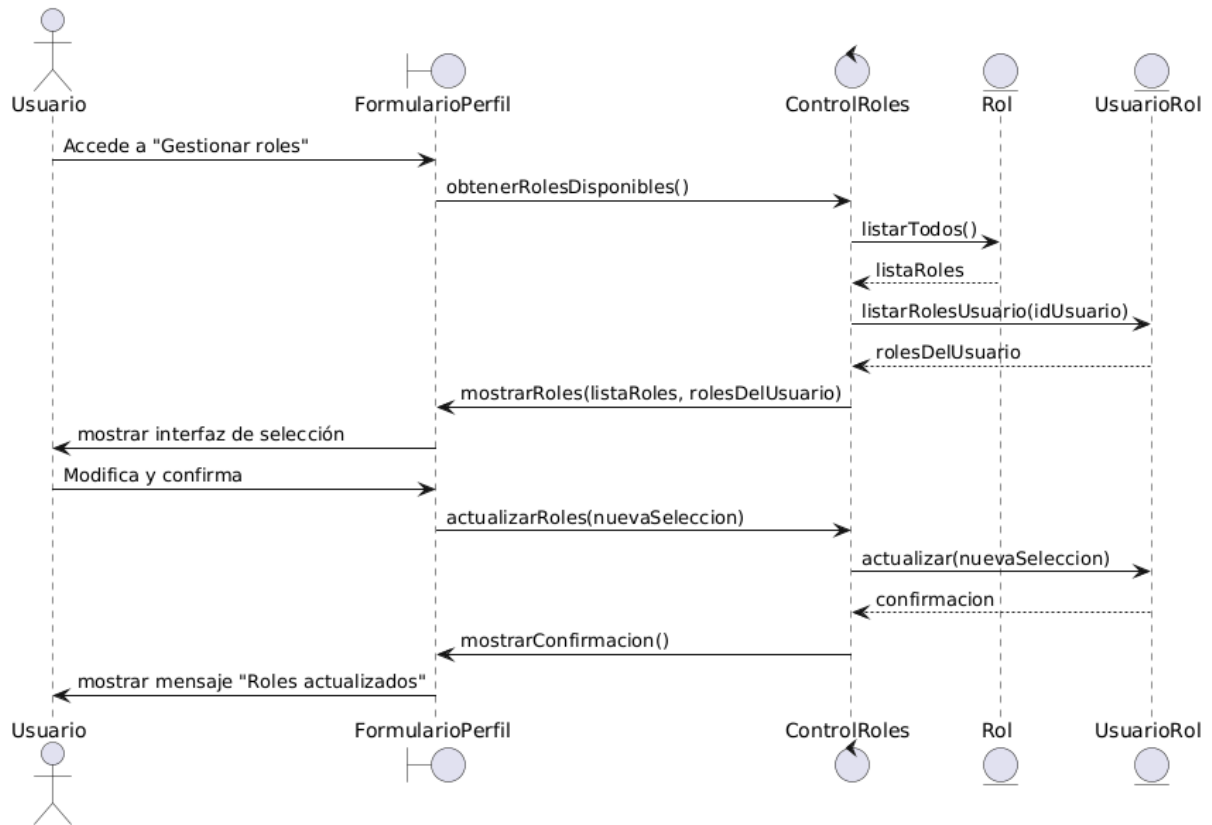 Usuario
FormularioPerfil
ControlRoles
Rol
UsuarioRol
Accede a "Gestionar roles"
obtenerRolesDisponibles()
listarTodos()
listaRoles
listarRolesUsuario(idUsuario)
rolesDelUsuario
mostrarRoles(listaRoles, rolesDelUsuario)
mostrar interfaz de selección
Modifica y confirma
actualizarRoles(nuevaSeleccion)
actualizar(nuevaSeleccion)
confirmacion
mostrarConfirmacion()
mostrar mensaje "Roles actualizados"
Usuario
FormularioPerfil
ControlRoles
Rol
UsuarioRol